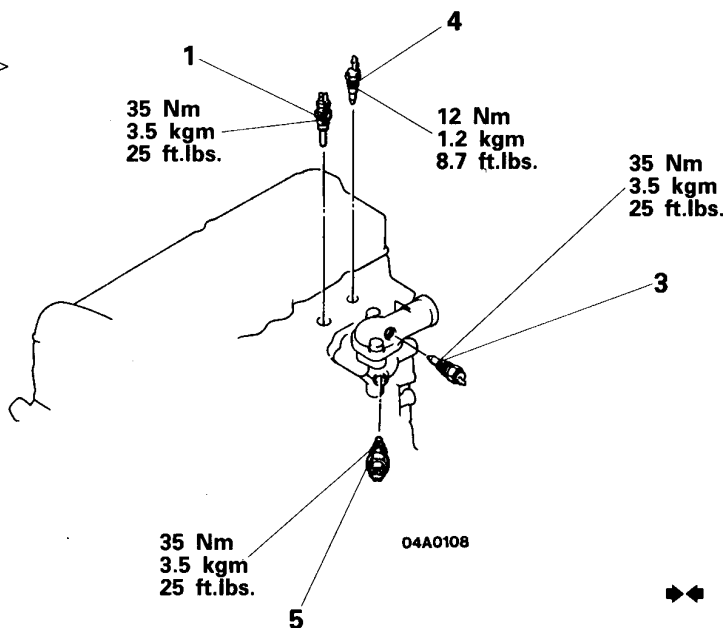 4
1
35 Nm
3.5 kgm
25 ft.lbs.
12 Nm
1.2 kgm
8.7 ft.lbs.
35 Nm
3.5 kgm
25 ft.lbs.
3
35 Nm
3.5 kgm
25 ft.lbs.
04A0108
5